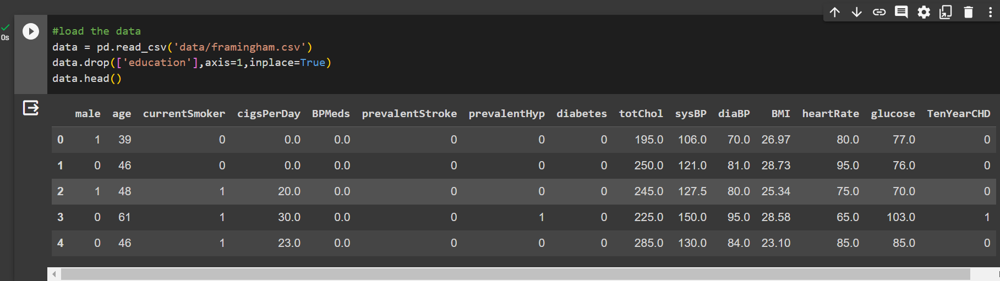 #load the data
data = pd.read_csv('data/framingham.csv')
0s
data.drop(['education'],axis=1,inplace=True)
data.head()
male age currentSmoker cigsPerDay BPMeds prevalentStroke prevalentHyp diabetes totChol sysBP diaBP BMI heartRate glucose TenYearCHD
0 1 39 0 0.0 0.0 0 0 0 195.0 106.0 70.0 26.97 80.0 77.0 0
1 0 46 0 0.0 0.0 0 0 0 250.0 121.0 81.0 28.73 95.0 76.0 0
2 1 48 1 20.0 0.0 0 0 0 245.0 127.5 80.0 25.34 75.0 70.0 0
3 0 61 1 30.0 0.0 0 1 0 225.0 150.0 95.0 28.58 65.0 103.0 1
4 0 46 1 23.0 0.0 0 0 0 285.0 130.0 84.0 23.10 85.0 85.0 0